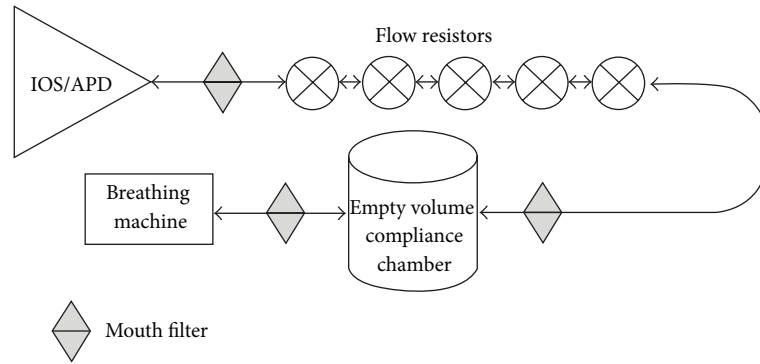 Flow resistors
IOS/APD
Breathing
machine
Empty volume
compliance
chamber
Mouth filter